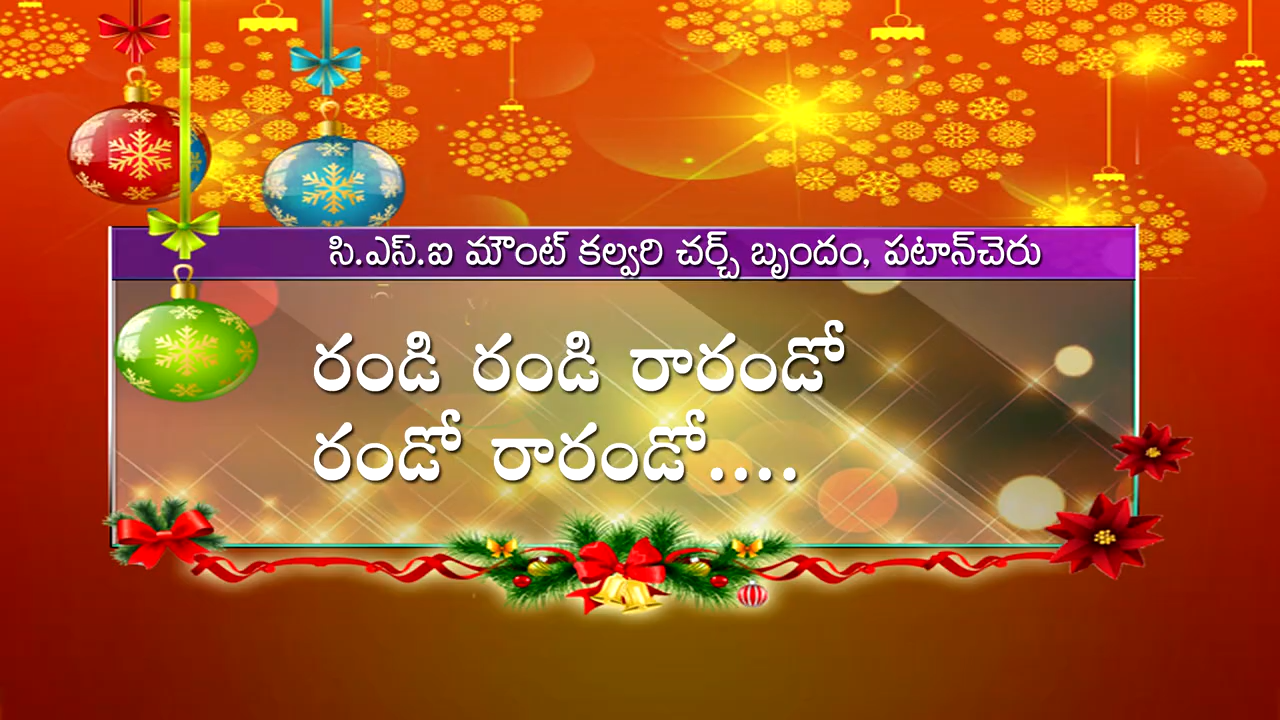 సి.ఎస్.ఐ మౌంట్ కల్వరి చర్చ్ బృందం, పటాన్‌చెరు
రండి రండి రారండో
రండో రారండో....